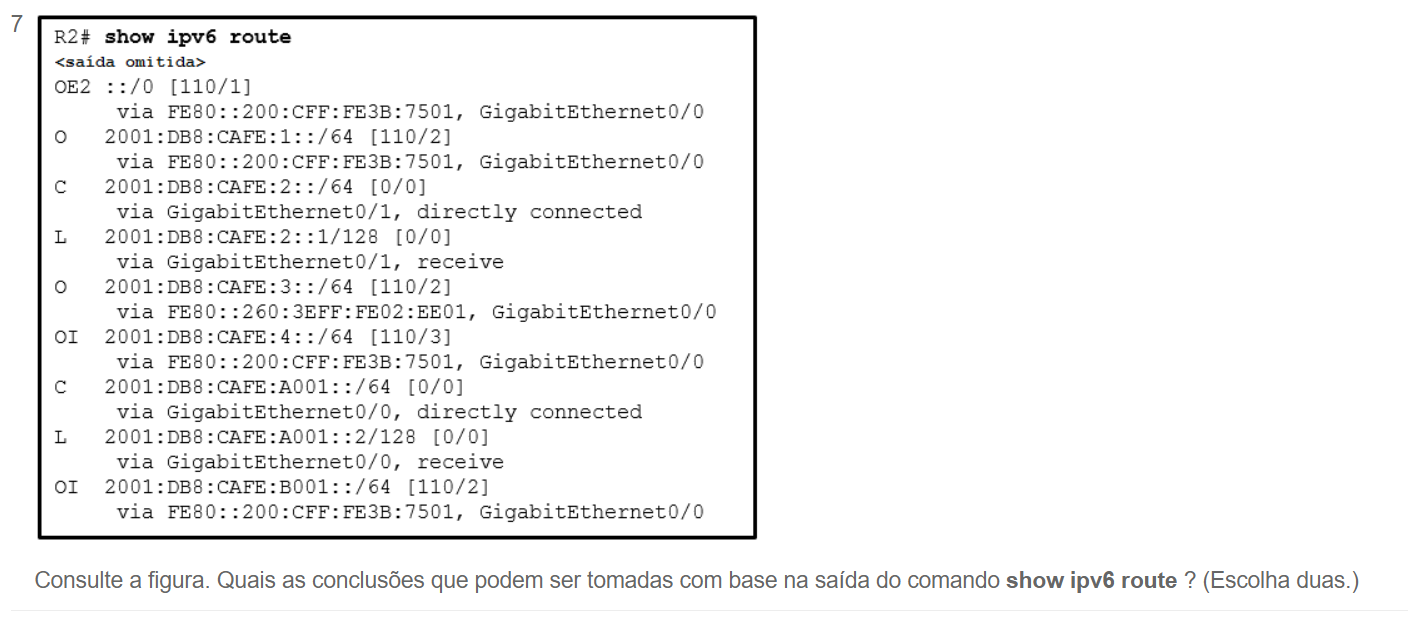 7
R2# show ipv6 route
<saída omitida>
OE2 ::/0 [110/1]
via FE80::200:CFF:FE3B:7501, GigabitEthernet0/0
O 2001:DB8:CAFE:1::/64 [110/2]
via FE80::200:CFF:FE3B:7501, GigabitEthernet0/0
C 2001:DB8:CAFE:2::/64 [0/0]
via GigabitEthernet0/1, directly connected
L 2001:DB8:CAFE:2::1/128 [0/0]
via GigabitEthernet0/1, receive
O 2001:DB8:CAFE:3::/64 [110/2]
via FE80::260:3EFF:FE02:EE01, GigabitEthernet0/0
OI 2001:DB8:CAFE:4::/64 [110/3]
via FE80::200:CFF:FE3B:7501, GigabitEthernet0/0
C 2001:DB8:CAFE:A001::/64 [0/0]
via GigabitEthernet0/0, directly connected
L 2001:DB8:CAFE:A001::2/128 [0/0]
via GigabitEthernet0/0, receive
OI 2001:DB8:CAFE:B001::/64 [110/2]
via FE80::200:CFF:FE3B:7501, GigabitEthernet0/0
Consulte a figura. Quais as conclusões que podem ser tomadas com base na saída do comando show ipv6 route ? (Escolha duas.)